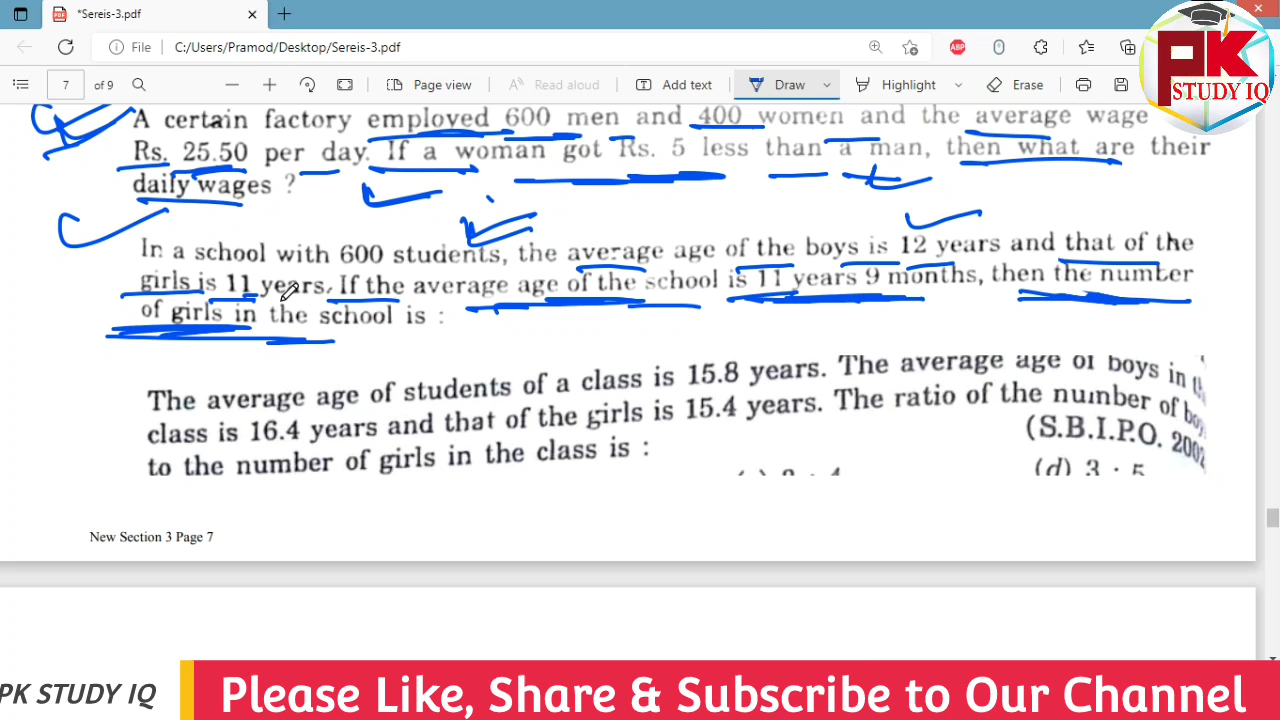 *Sereis-3.pdf
File C:/Users/Pramod/Desktop/Sereis-3.pdf
ABP
7 of 9 Page view Read aloud Add text Draw Highlight Erase
PK
STUDY IQ
A certain factory employed 600 men and 400 women and the average wage
Rs. 25.50 per day. If a woman got Rs. 5 less than a man, then what are their
daily wages ?
In a school with 600 students, the average age of the boys is 12 years and that of the
girls is 11 years. If the average age of the school is 11 years 9 months, then the number
of girls in the school is :
The average age of students of a class is 15.8 years. The average age of boys in
class is 16.4 years and that of the girls is 15.4 years. The ratio of the number of
to the number of girls in the class is :
(S.B.I.P.O. 2002
(d) 3 : 5
New Section 3 Page 7
PK STUDY IQ
Please Like, Share & Subscribe to Our Channel